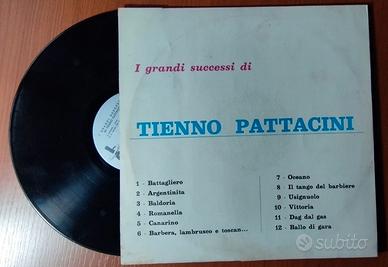 I grandi successi di
TIENNO PATTACINI
1 - Battagliero
2 - Argentinita
3 - Baldoria
4 - Romanella
5 - Canarino
6 - Barbera, lambrusco e toscan...
7 - Oceano
8 - Il tango del barbiere
9 - Usignuolo
10 - Vittoria
11 - Dag dal gas
12 - Ballo di gara
subito